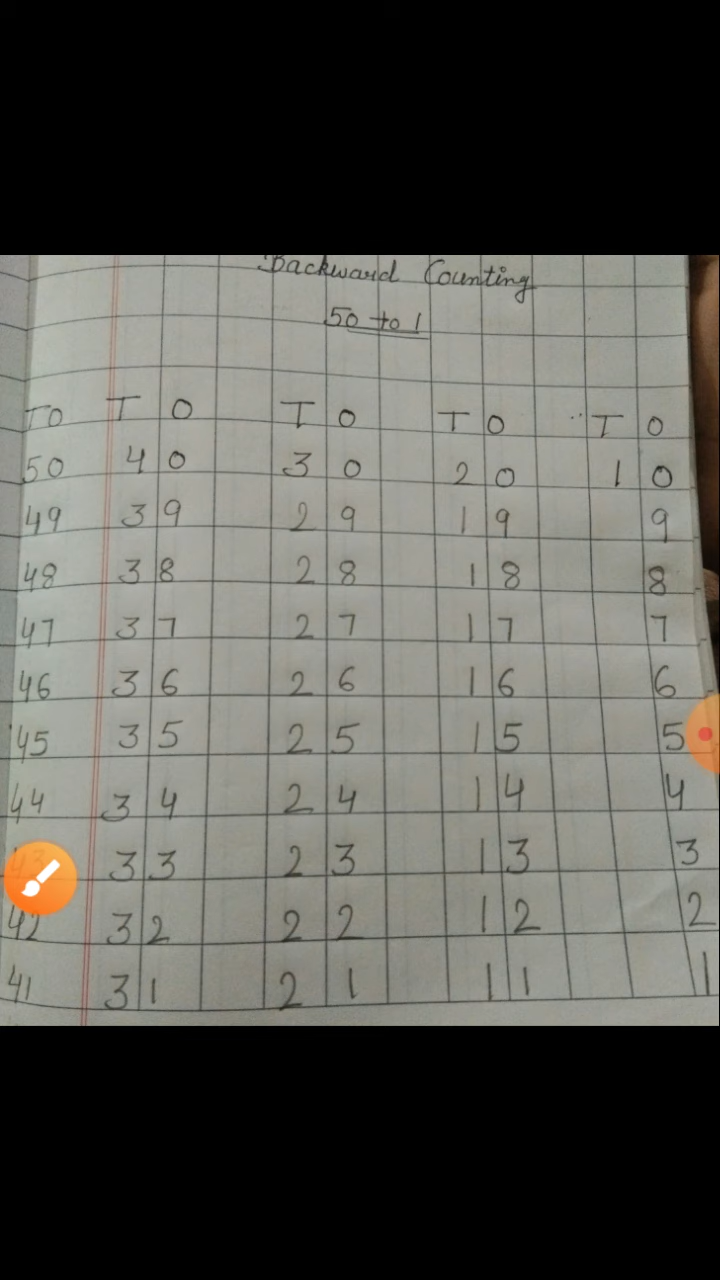 Backward Counting
50 to 1
TO T O T O T O T O
50 40 30 20 10
49 39 29 19 9
48 38 28 18 8
47 37 27 17 7
46 36 26 16 6
45 35 25 15 5
44 34 24 14 4
43 33 23 13 3
42 32 22 12 2
41 31 21 11 1